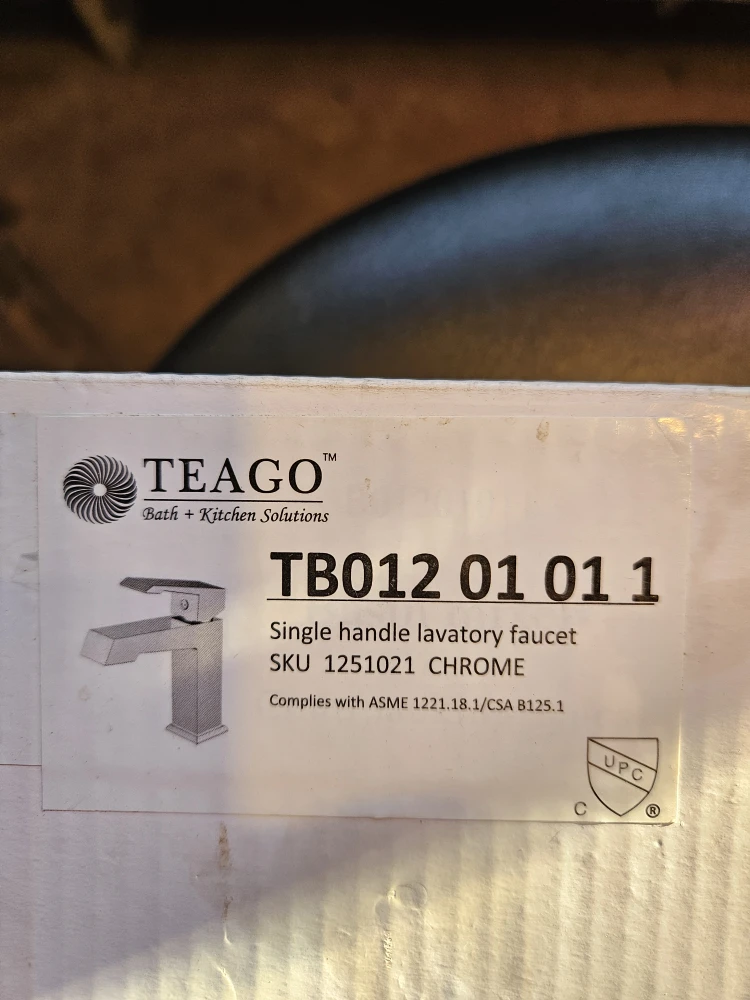 TEAGO™
Bath + Kitchen Solutions
TB012 01 01 1
Single handle lavatory faucet
SKU 1251021 CHROME
Complies with ASME 1221.18.1/CSA B125.1
UPC
C ®